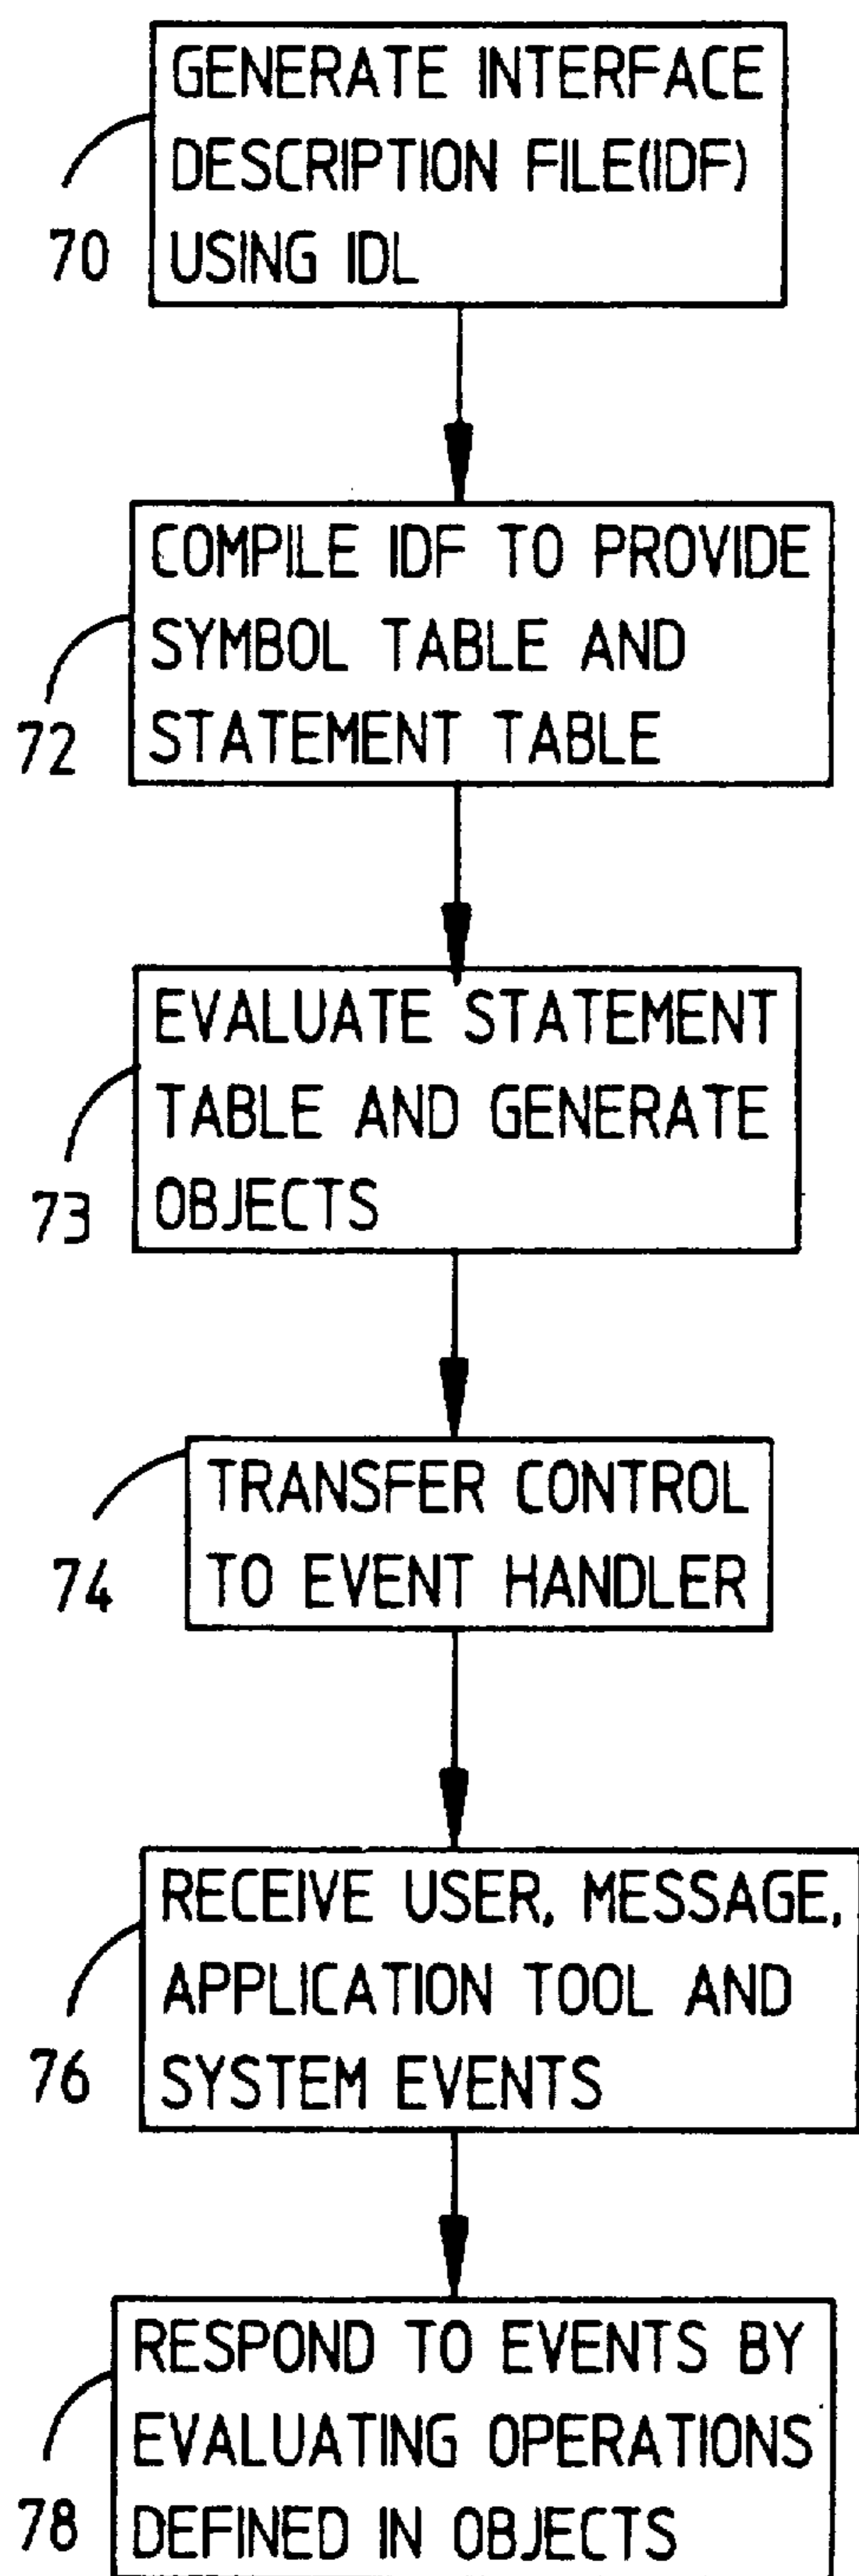 GENERATE INTERFACE
DESCRIPTION FILE(IDF)
USING IDL
70
COMPILE IDF TO PROVIDE
SYMBOL TABLE AND
STATEMENT TABLE
72
EVALUATE STATEMENT
TABLE AND GENERATE
OBJECTS
73
TRANSFER CONTROL
TO EVENT HANDLER
74
RECEIVE USER, MESSAGE,
APPLICATION TOOL AND
SYSTEM EVENTS
76
RESPOND TO EVENTS BY
EVALUATING OPERATIONS
DEFINED IN OBJECTS
78